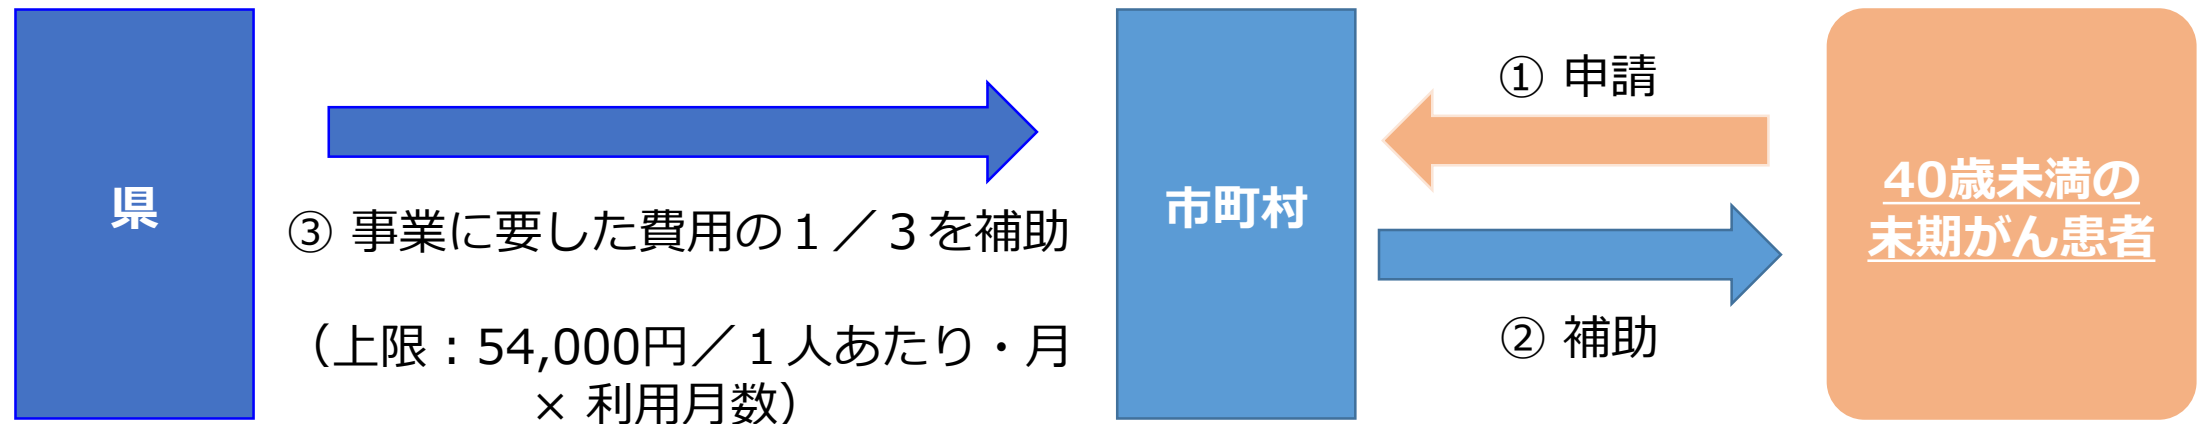 県
③ 事業に要した費用の１／３を補助
（上限：54,000円／１人あたり・月
× 利用月数）
市町村
① 申請
② 補助
40歳未満の
末期がん患者